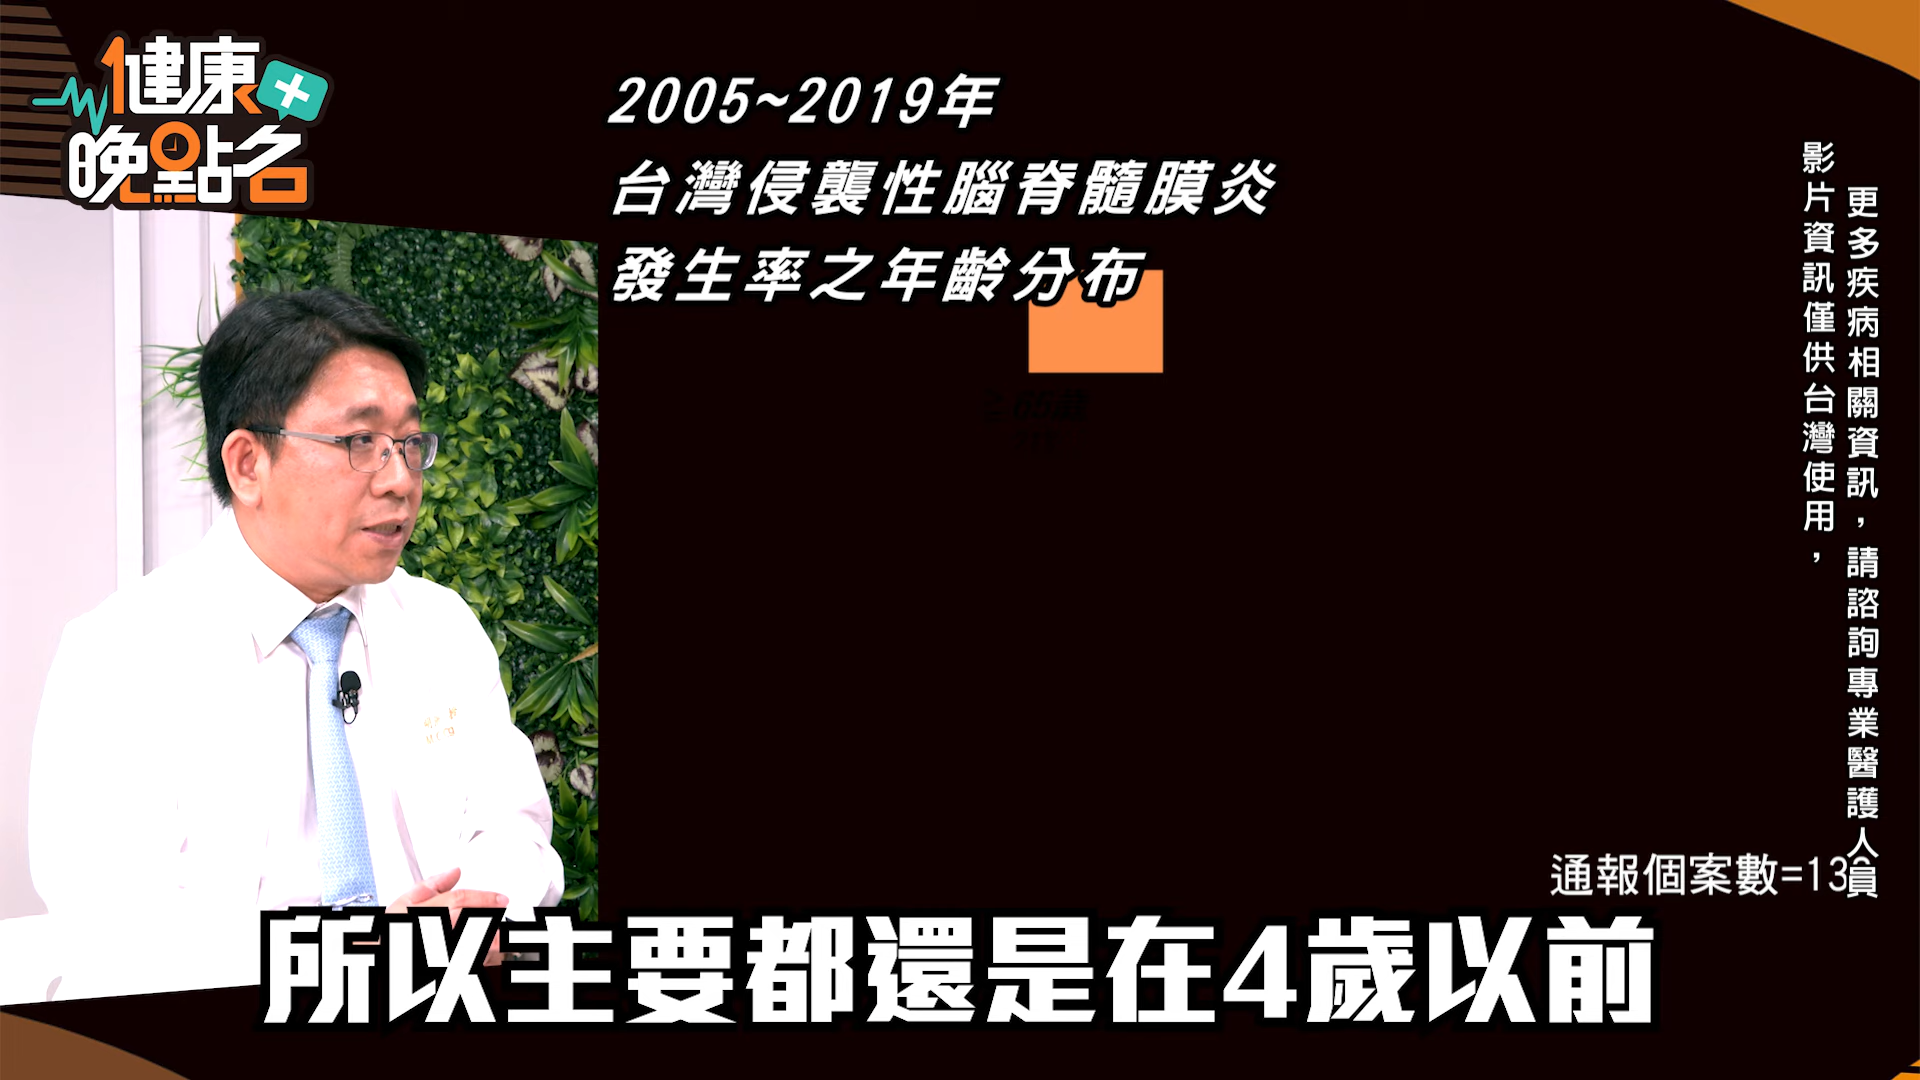 健康+
晚點名
2005~2019年
台灣侵襲性腦脊髓膜炎
發生率之年齡分布
≥65歲
更多疾病相關資訊，請諮詢專業醫護人員
影片資訊僅供台灣使用，
通報個案數=13
所以主要都還是在4歲以前